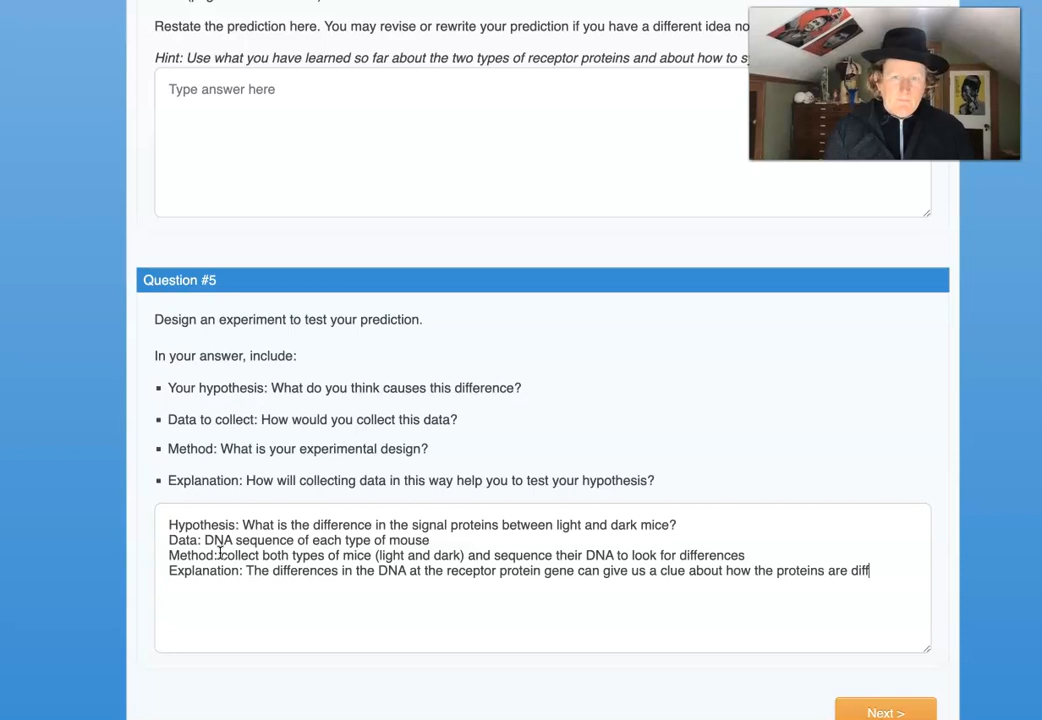 Restate the prediction here. You may revise or rewrite your prediction if you have a different idea no
Hint: Use what you have learned so far about the two types of receptor proteins and about how to s
Type answer here
Question #5
Design an experiment to test your prediction.
In your answer, include:
▪ Your hypothesis: What do you think causes this difference?
▪ Data to collect: How would you collect this data?
▪ Method: What is your experimental design?
▪ Explanation: How will collecting data in this way help you to test your hypothesis?
Hypothesis: What is the difference in the signal proteins between light and dark mice?
Data: DNA sequence of each type of mouse
Method:collect both types of mice (light and dark) and sequence their DNA to look for differences
Explanation: The differences in the DNA at the receptor protein gene can give us a clue about how the proteins are diff
Next >